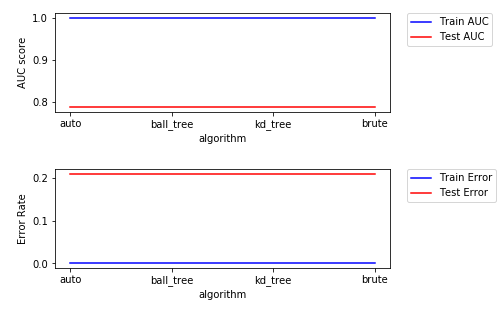 1.0
0.9
0.8
AUC score
auto ball_tree kd_tree brute
algorithm
Train AUC
Test AUC
0.2
0.1
0.0
Error Rate
auto ball_tree kd_tree brute
algorithm
Train Error
Test Error